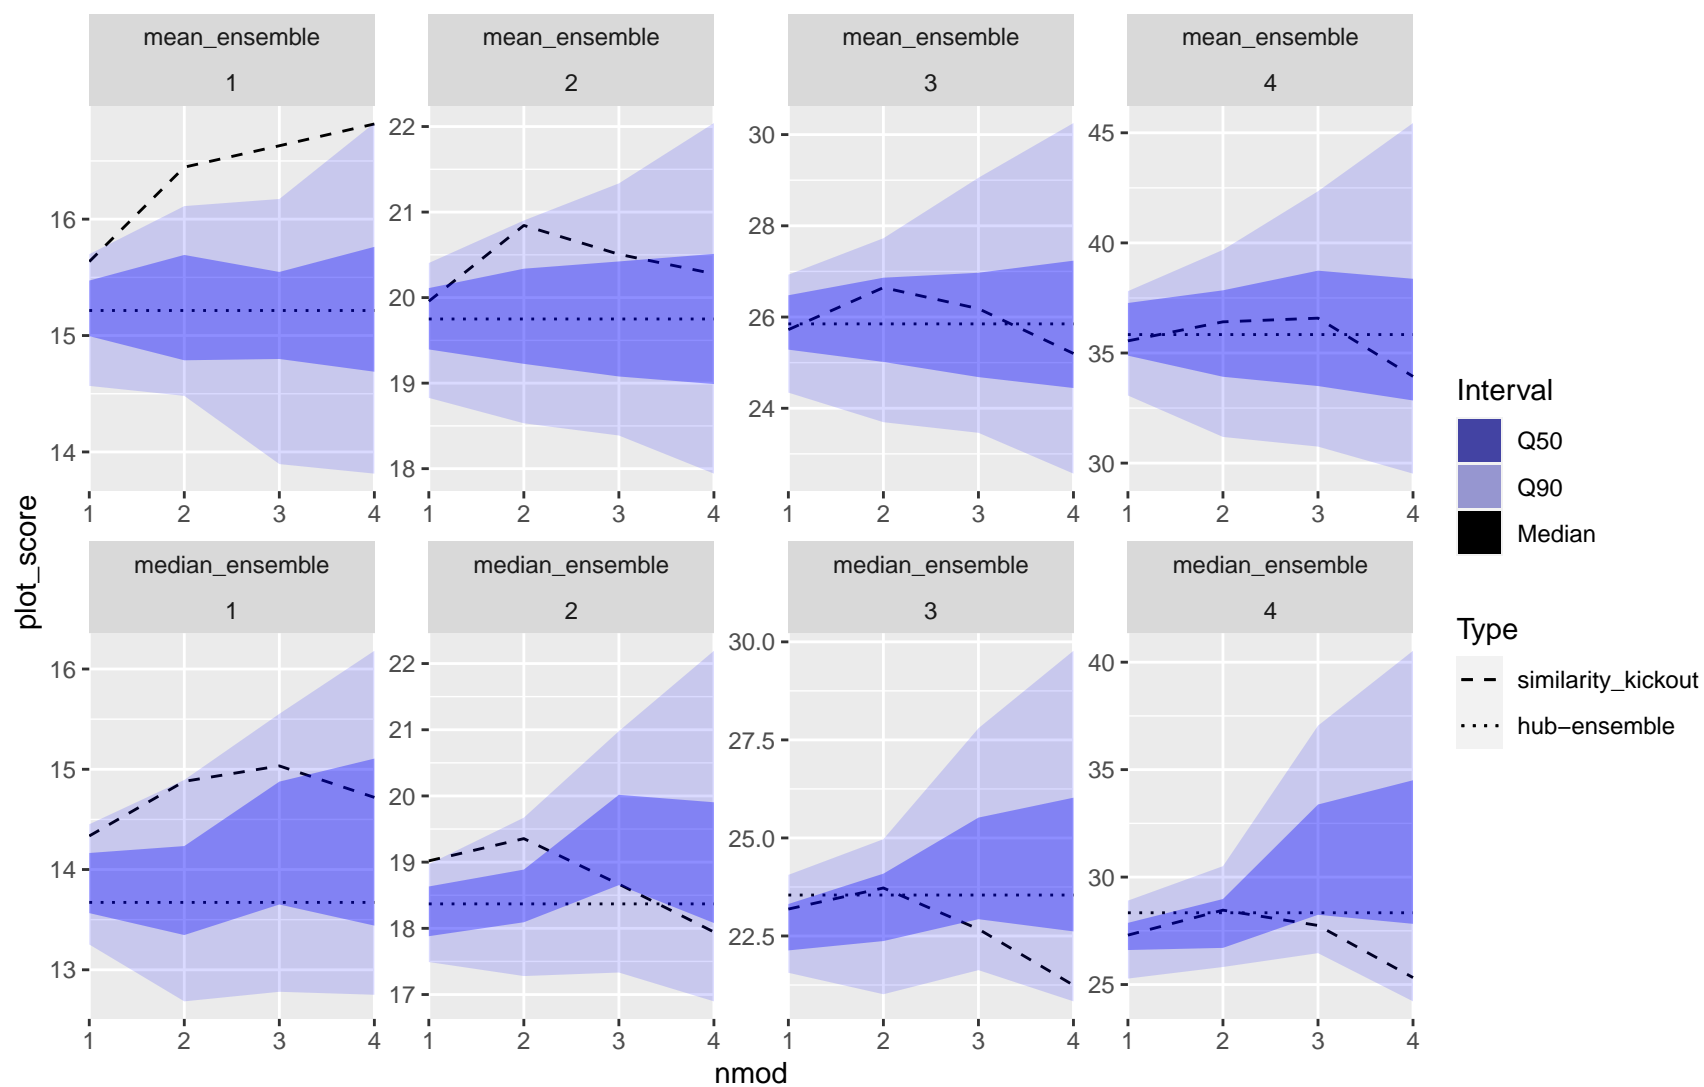 mean_ensemble
1
mean_ensemble
2
mean_ensemble
3
mean_ensemble
4
16
15
14
22
21
20
19
18
30
28
26
24
45
40
35
30
1 2 3 4
1 2 3 4
1 2 3 4
1 2 3 4
median_ensemble
1
median_ensemble
2
median_ensemble
3
median_ensemble
4
16
15
14
13
22
21
20
19
18
17
30.0
27.5
25.0
22.5
40
35
30
25
1 2 3 4
1 2 3 4
1 2 3 4
1 2 3 4
plot_score
nmod
Interval
Q50
Q90
Median
Type
similarity_kickout
hub−ensemble